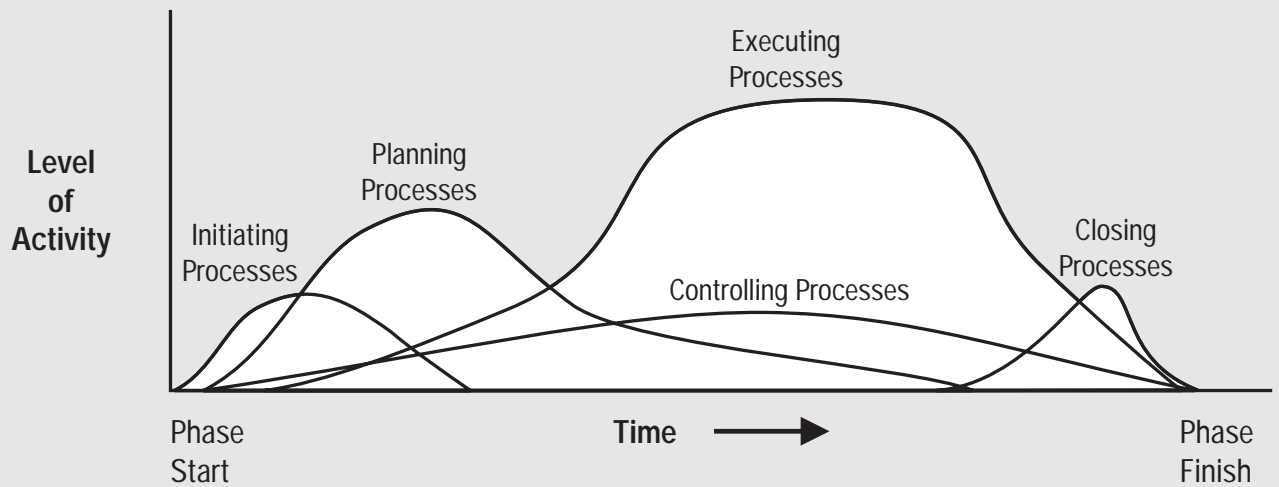 Executing
Processes
Planning
Processes
Level
of
Activity
Initiating
Processes
Closing
Processes
Controlling Processes
Phase
Start
Time
Phase
Finish